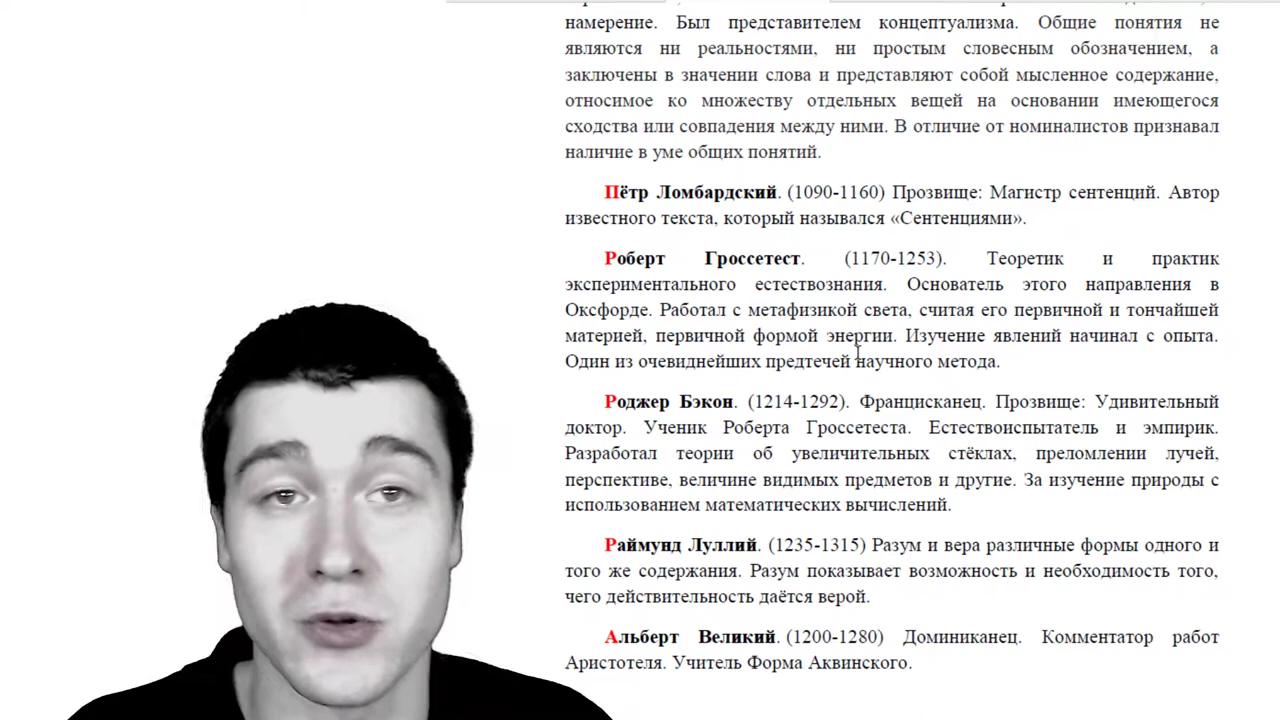 намерение. Был представителем концептуализма. Общие понятия не
являются ни реальностями, ни простым словесным обозначением, а
заключены в значении слова и представляют собой мысленное содержание,
относимое ко множеству отдельных вещей на основании имеющегося
сходства или совпадения между ними. В отличие от номиналистов признавал
наличие в уме общих понятий.
Пётр Ломбардский. (1090-1160) Прозвище: Магистр сентенций. Автор
известного текста, который назывался «Сентенциями».
Роберт Гроссетест. (1170-1253). Теоретик и практик
экспериментального естествознания. Основатель этого направления в
Оксфорде. Работал с метафизикой света, считая его первичной и тончайшей
материей, первичной формой энергии. Изучение явлений начинал с опыта.
Один из очевиднейших предтечей научного метода.
Роджер Бэкон. (1214-1292). Францисканец. Прозвище: Удивительный
доктор. Ученик Роберта Гроссетеста. Естествоиспытатель и эмпирик.
Разработал теории об увеличительных стёклах, преломлении лучей,
перспективе, величине видимых предметов и другие. За изучение природы с
использованием математических вычислений.
Раймунд Луллий. (1235-1315) Разум и вера различные формы одного и
того же содержания. Разум показывает возможность и необходимость того,
чего действительность даётся верой.
Альберт Великий. (1200-1280) Доминиканец. Комментатор работ
Аристотеля. Учитель Форма Аквинского.